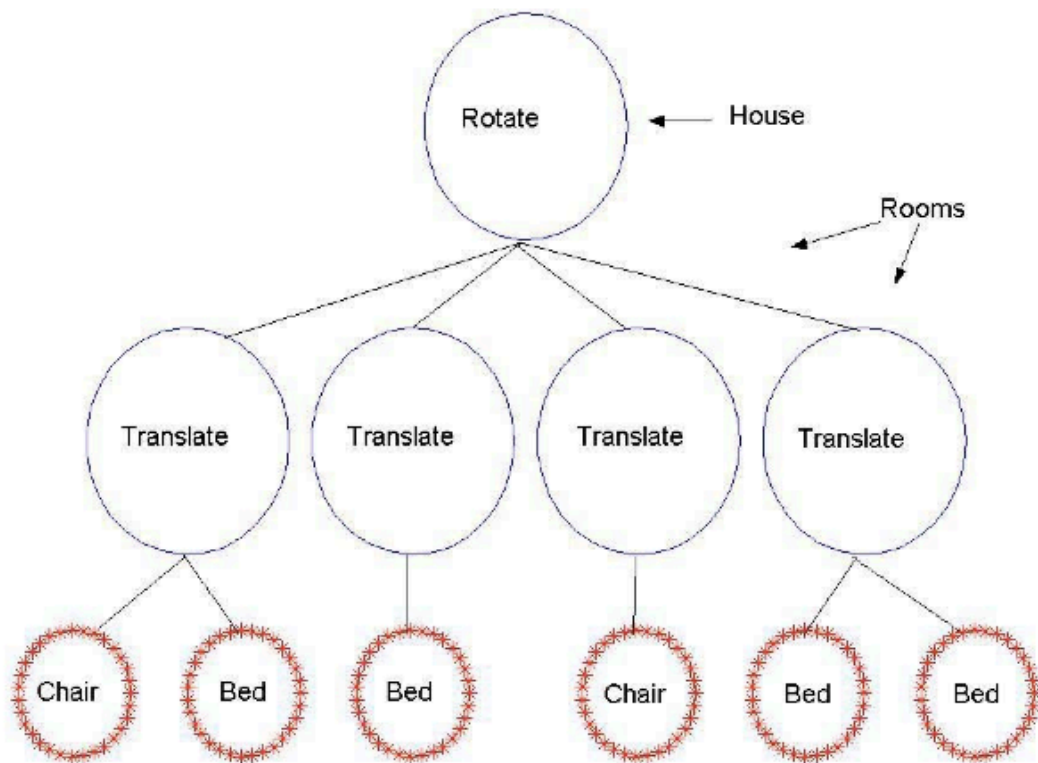 Rotate
House
Rooms
Translate
Translate
Translate
Translate
Chair
Bed
Bed
Chair
Bed
Bed